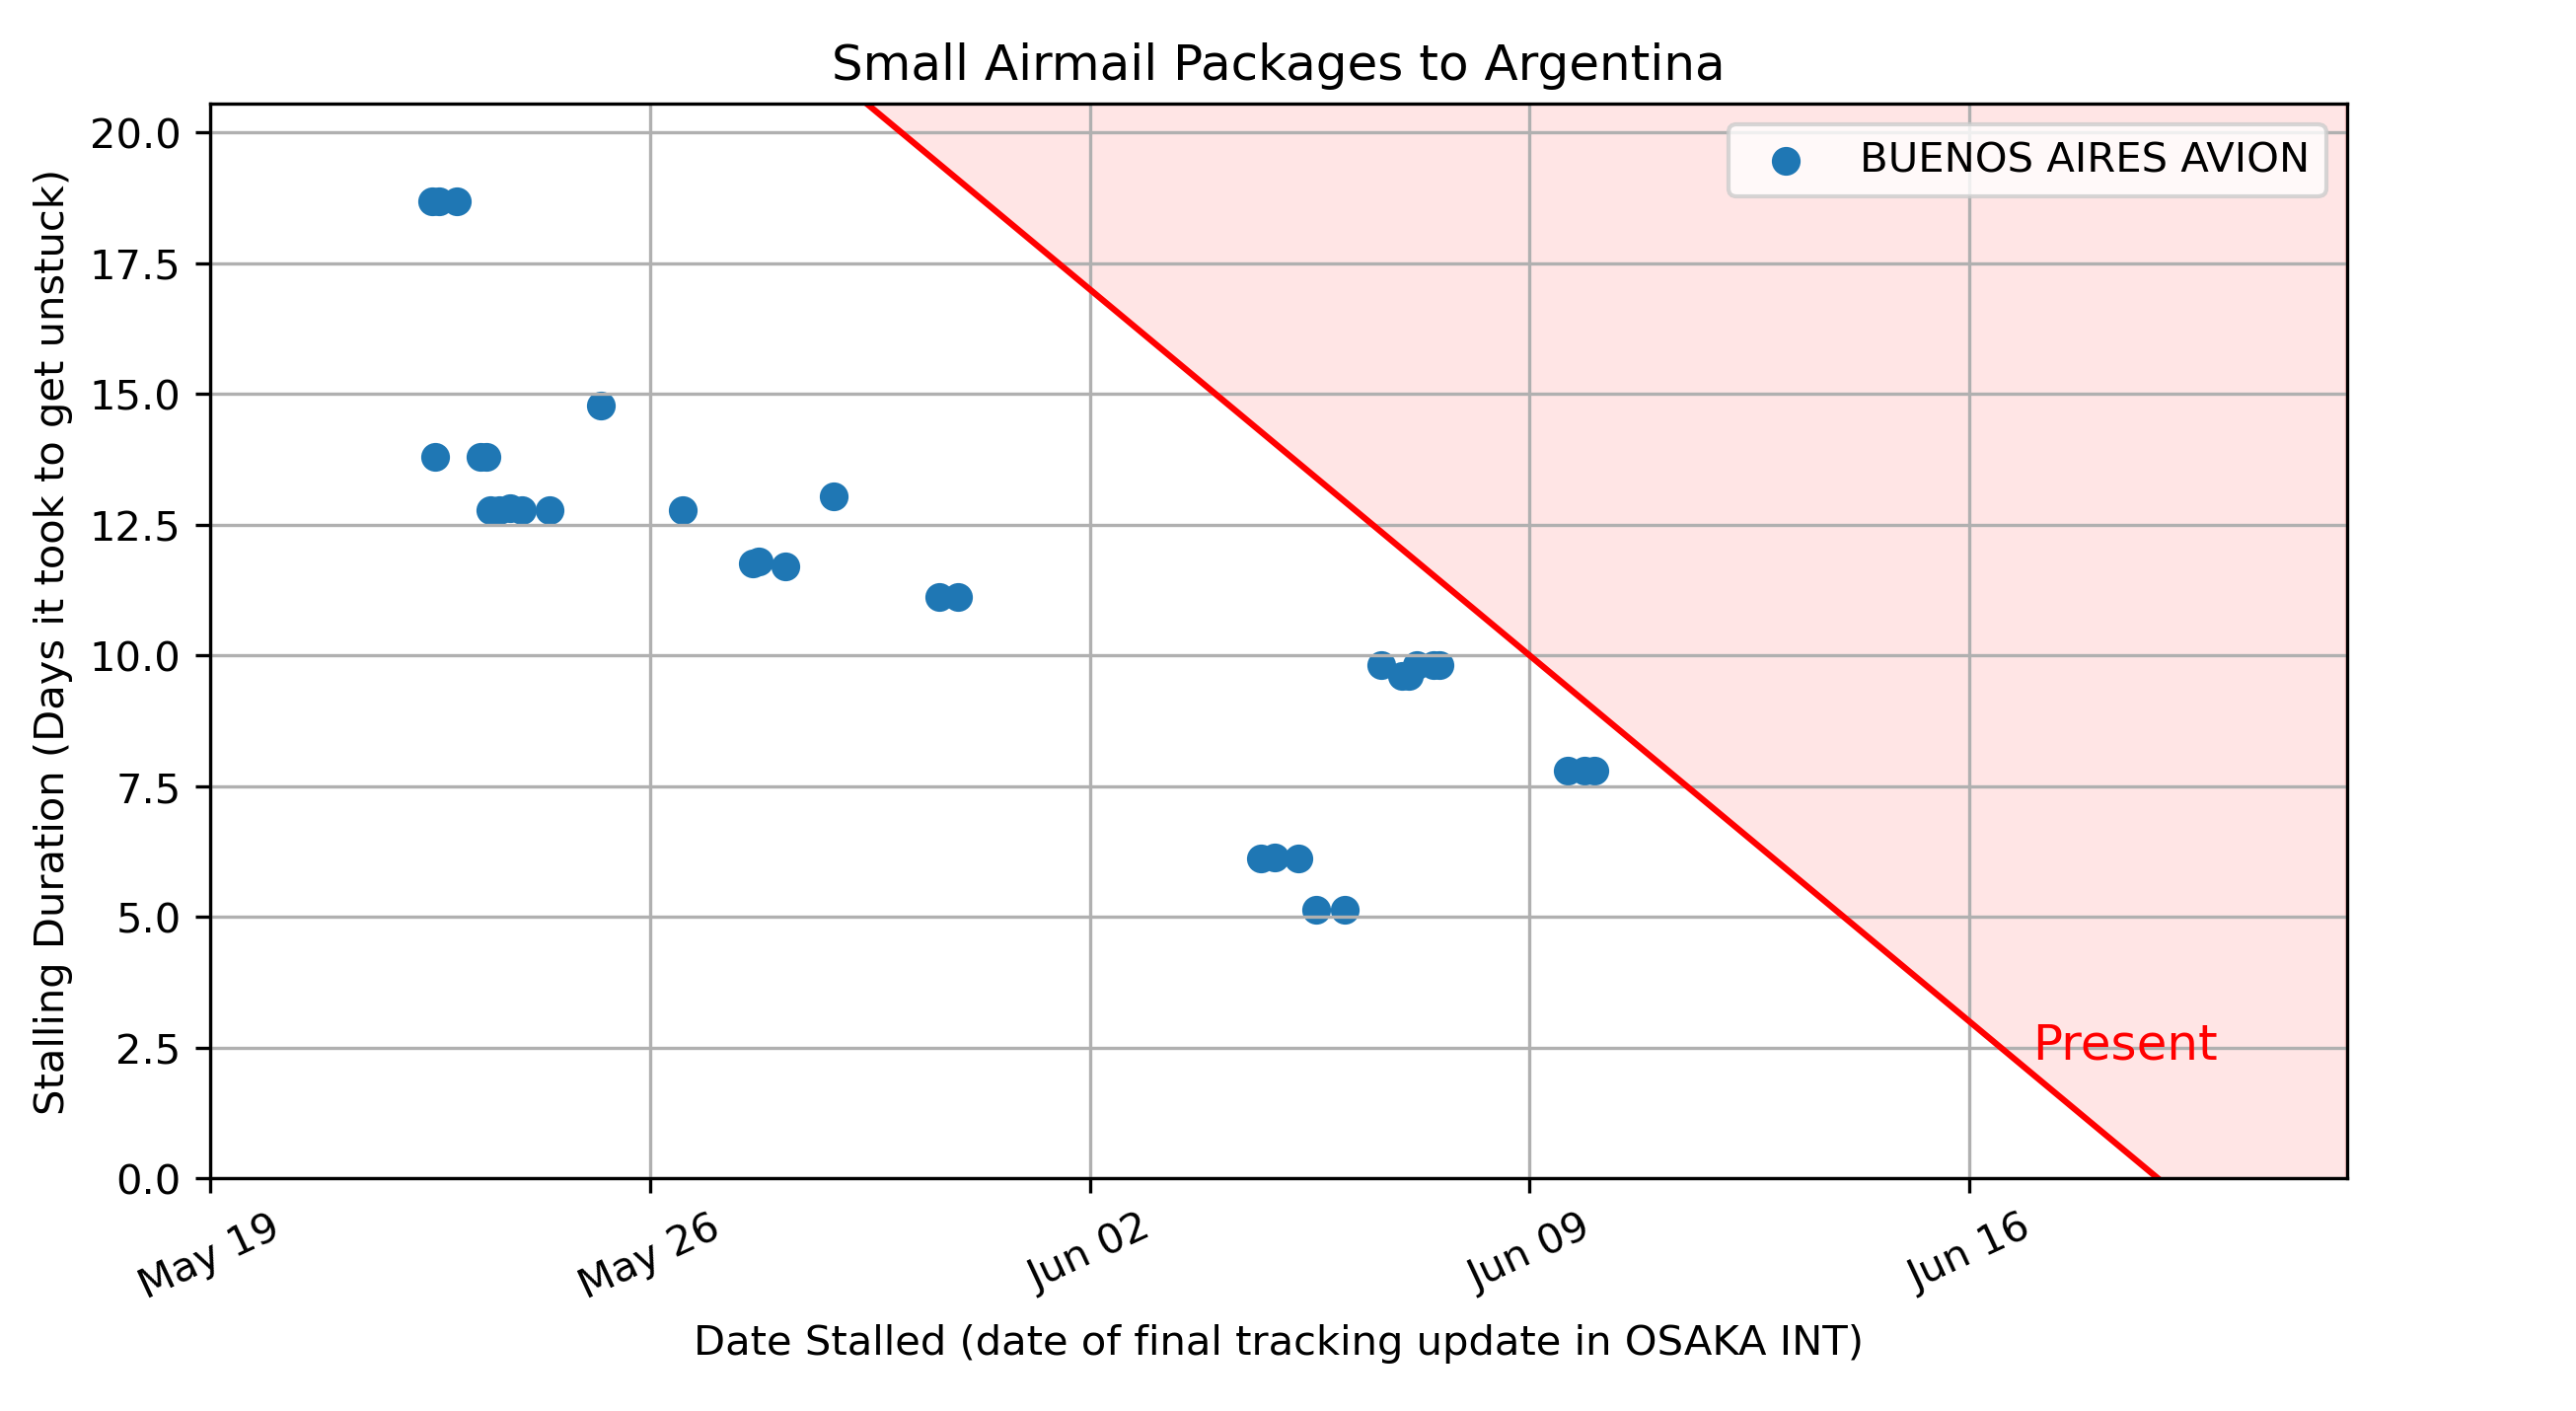 Small Airmail Packages to Argentina
BUENOS AIRES AVION
Stalling Duration (Days it took to get unstuck)
20.0
17.5
15.0
12.5
10.0
7.5
5.0
2.5
0.0
Present
May 19
May 26
Jun 02
Jun 09
Jun 16
Date Stalled (date of final tracking update in OSAKA INT)